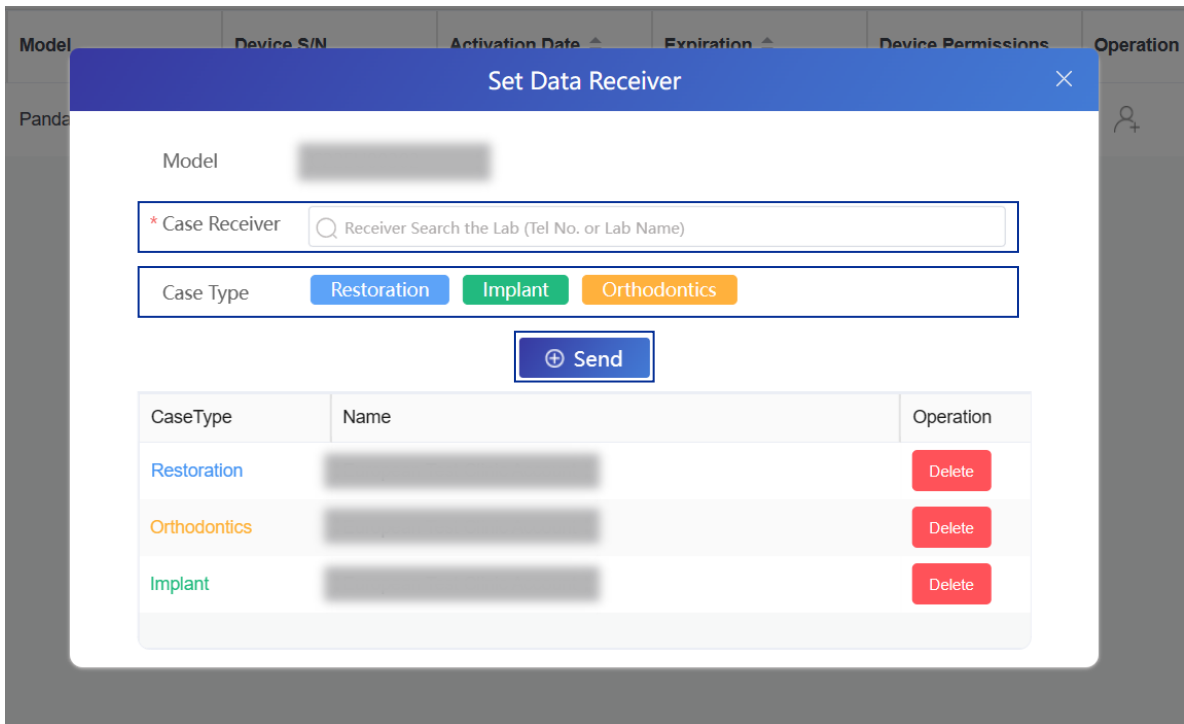 Model Device S/N Activation Date Expiration Device Permissions Operation
Set Data Receiver
Panda
Model
* Case Receiver Receiver Search the Lab (Tel No. or Lab Name)
Case Type Restoration Implant Orthodontics
Send
CaseType Name Operation
Restoration Delete
Orthodontics Delete
Implant Delete